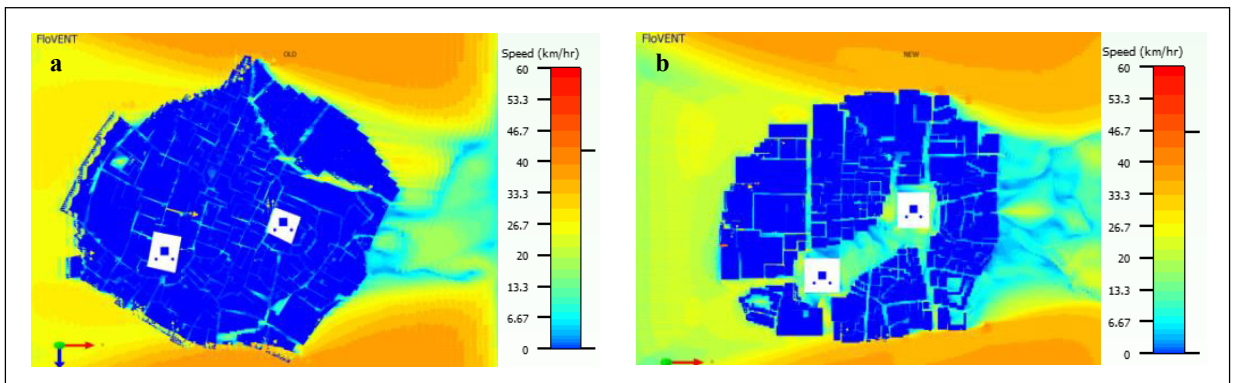 FloVENT
OLD
a
Speed (km/hr)
60
53.3
46.7
40
33.3
26.7
20
13.3
6.67
0
FloVENT
NEW
b
Speed (km/hr)
60
53.3
46.7
40
33.3
26.7
20
13.3
6.67
0